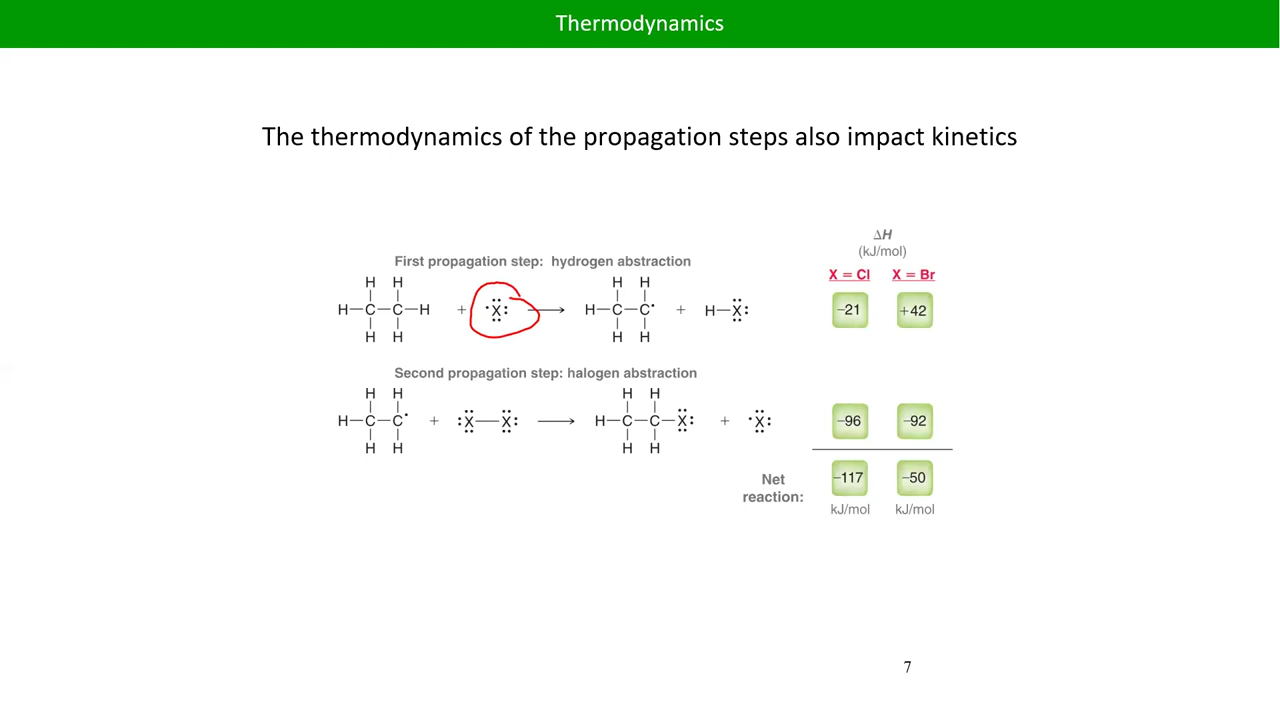 Thermodynamics
The thermodynamics of the propagation steps also impact kinetics
ΔH
(kJ/mol)
First propagation step: hydrogen abstraction
X = Cl X = Br
H H H H
H—C—C—H + ·X: ⟶ H—C—C· + H—X: −21 +42
H H H H
Second propagation step: halogen abstraction
H H H H
H—C—C· + :X—X: ⟶ H—C—C—X: + ·X: −96 −92
H H H H
Net
reaction: −117 −50
kJ/mol kJ/mol
7